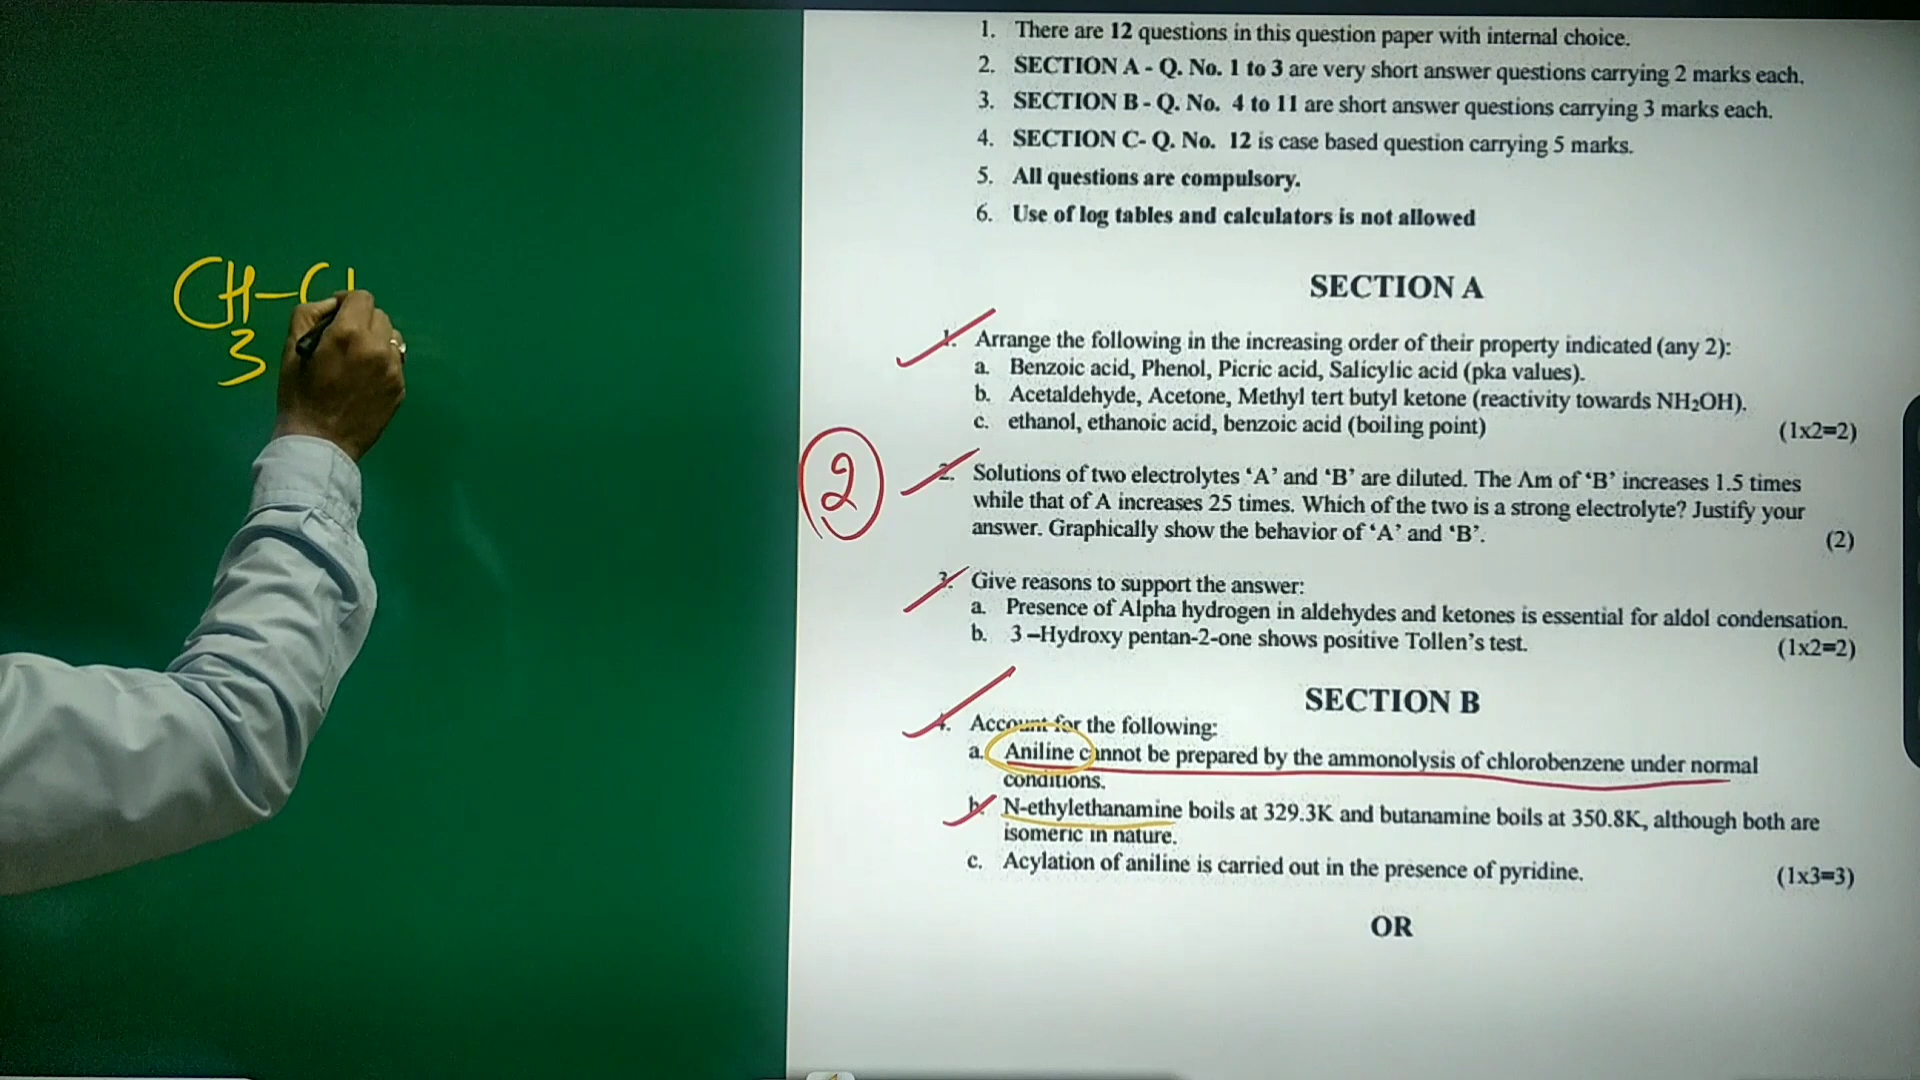 1. There are 12 questions in this question paper with internal choice.
2. SECTION A - Q. No. 1 to 3 are very short answer questions carrying 2 marks each.
3. SECTION B - Q. No. 4 to 11 are short answer questions carrying 3 marks each.
4. SECTION C- Q. No. 12 is case based question carrying 5 marks.
5. All questions are compulsory.
6. Use of log tables and calculators is not allowed
SECTION A
1. Arrange the following in the increasing order of their property indicated (any 2):
a. Benzoic acid, Phenol, Picric acid, Salicylic acid (pka values).
b. Acetaldehyde, Acetone, Methyl tert butyl ketone (reactivity towards NH₂OH).
c. ethanol, ethanoic acid, benzoic acid (boiling point) (1x2=2)
2
2. Solutions of two electrolytes ‘A’ and ‘B’ are diluted. The Λm of ‘B’ increases 1.5 times
while that of A increases 25 times. Which of the two is a strong electrolyte? Justify your
answer. Graphically show the behavior of ‘A’ and ‘B’. (2)
3. Give reasons to support the answer:
a. Presence of Alpha hydrogen in aldehydes and ketones is essential for aldol condensation.
b. 3 –Hydroxy pentan-2-one shows positive Tollen’s test. (1x2=2)
SECTION B
4. Account for the following:
a. Aniline cannot be prepared by the ammonolysis of chlorobenzene under normal
conditions.
b. N-ethylethanamine boils at 329.3K and butanamine boils at 350.8K, although both are
isomeric in nature.
c. Acylation of aniline is carried out in the presence of pyridine. (1x3=3)
OR
CH3-C